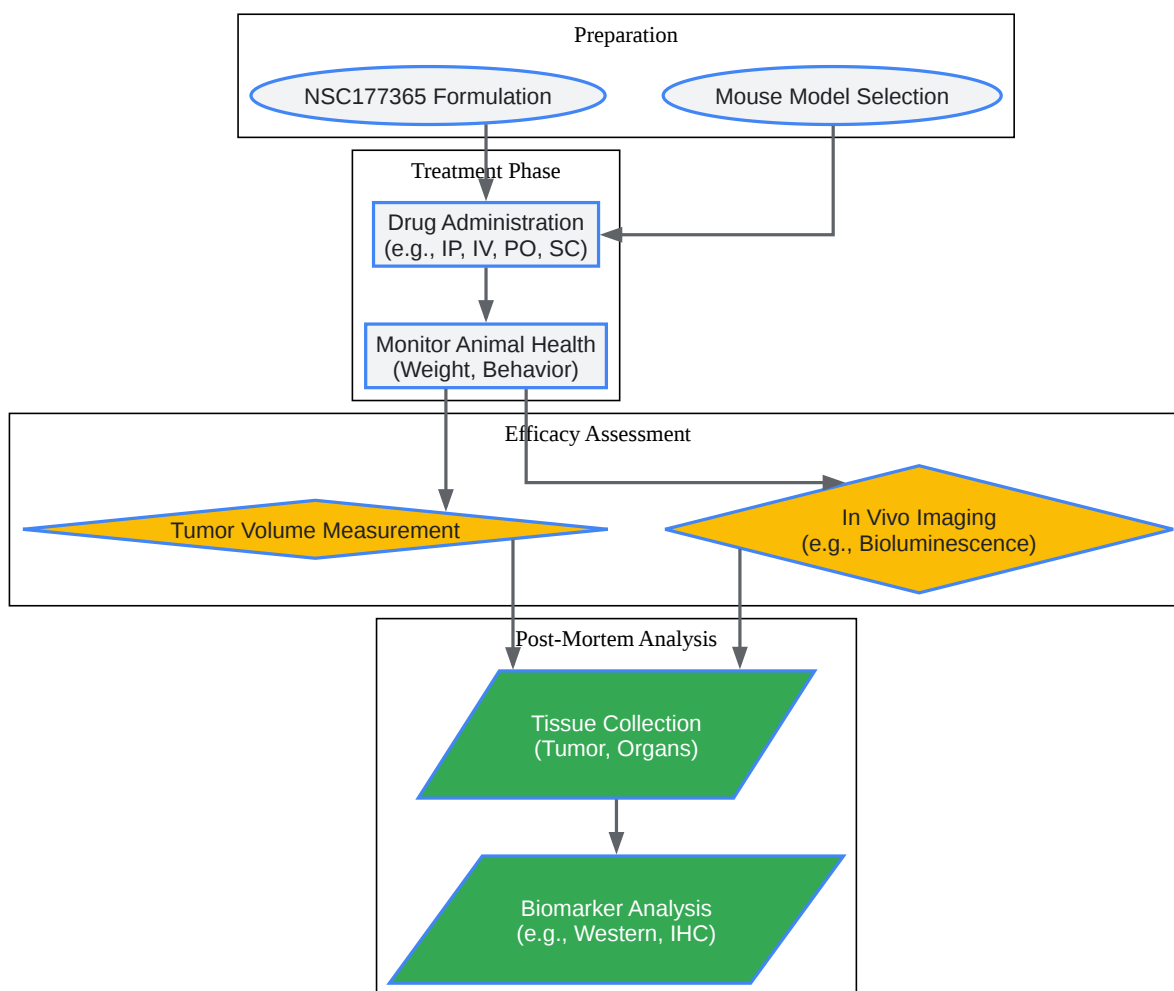 Preparation
NSC177365 Formulation
Mouse Model Selection
Treatment Phase
Drug Administration
(e.g., IP, IV, PO, SC)
Monitor Animal Health
(Weight, Behavior)
Efficacy Assessment
Tumor Volume Measurement
In Vivo Imaging
(e.g., Bioluminescence)
Post-Mortem Analysis
Tissue Collection
(Tumor, Organs)
Biomarker Analysis
(e.g., Western, IHC)